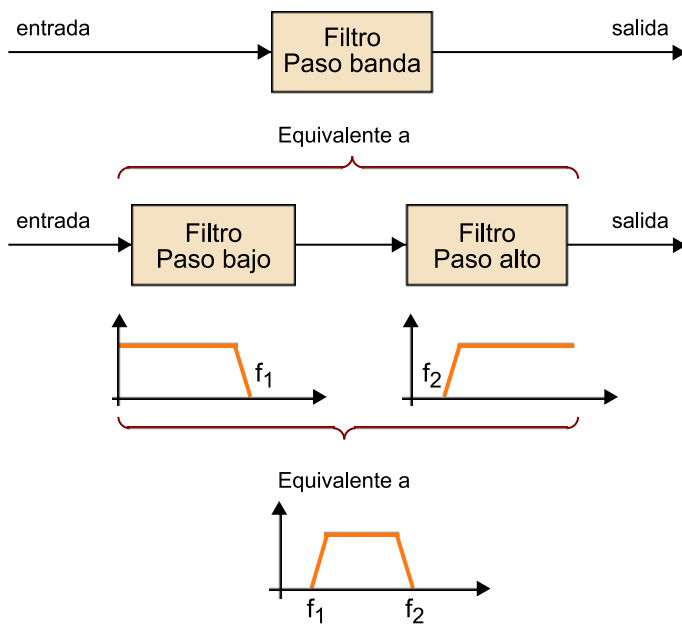 entrada
Filtro
Paso banda
salida
Equivalente a
entrada
Filtro
Paso bajo
Filtro
Paso alto
salida
f1
f2
Equivalente a
f1
f2